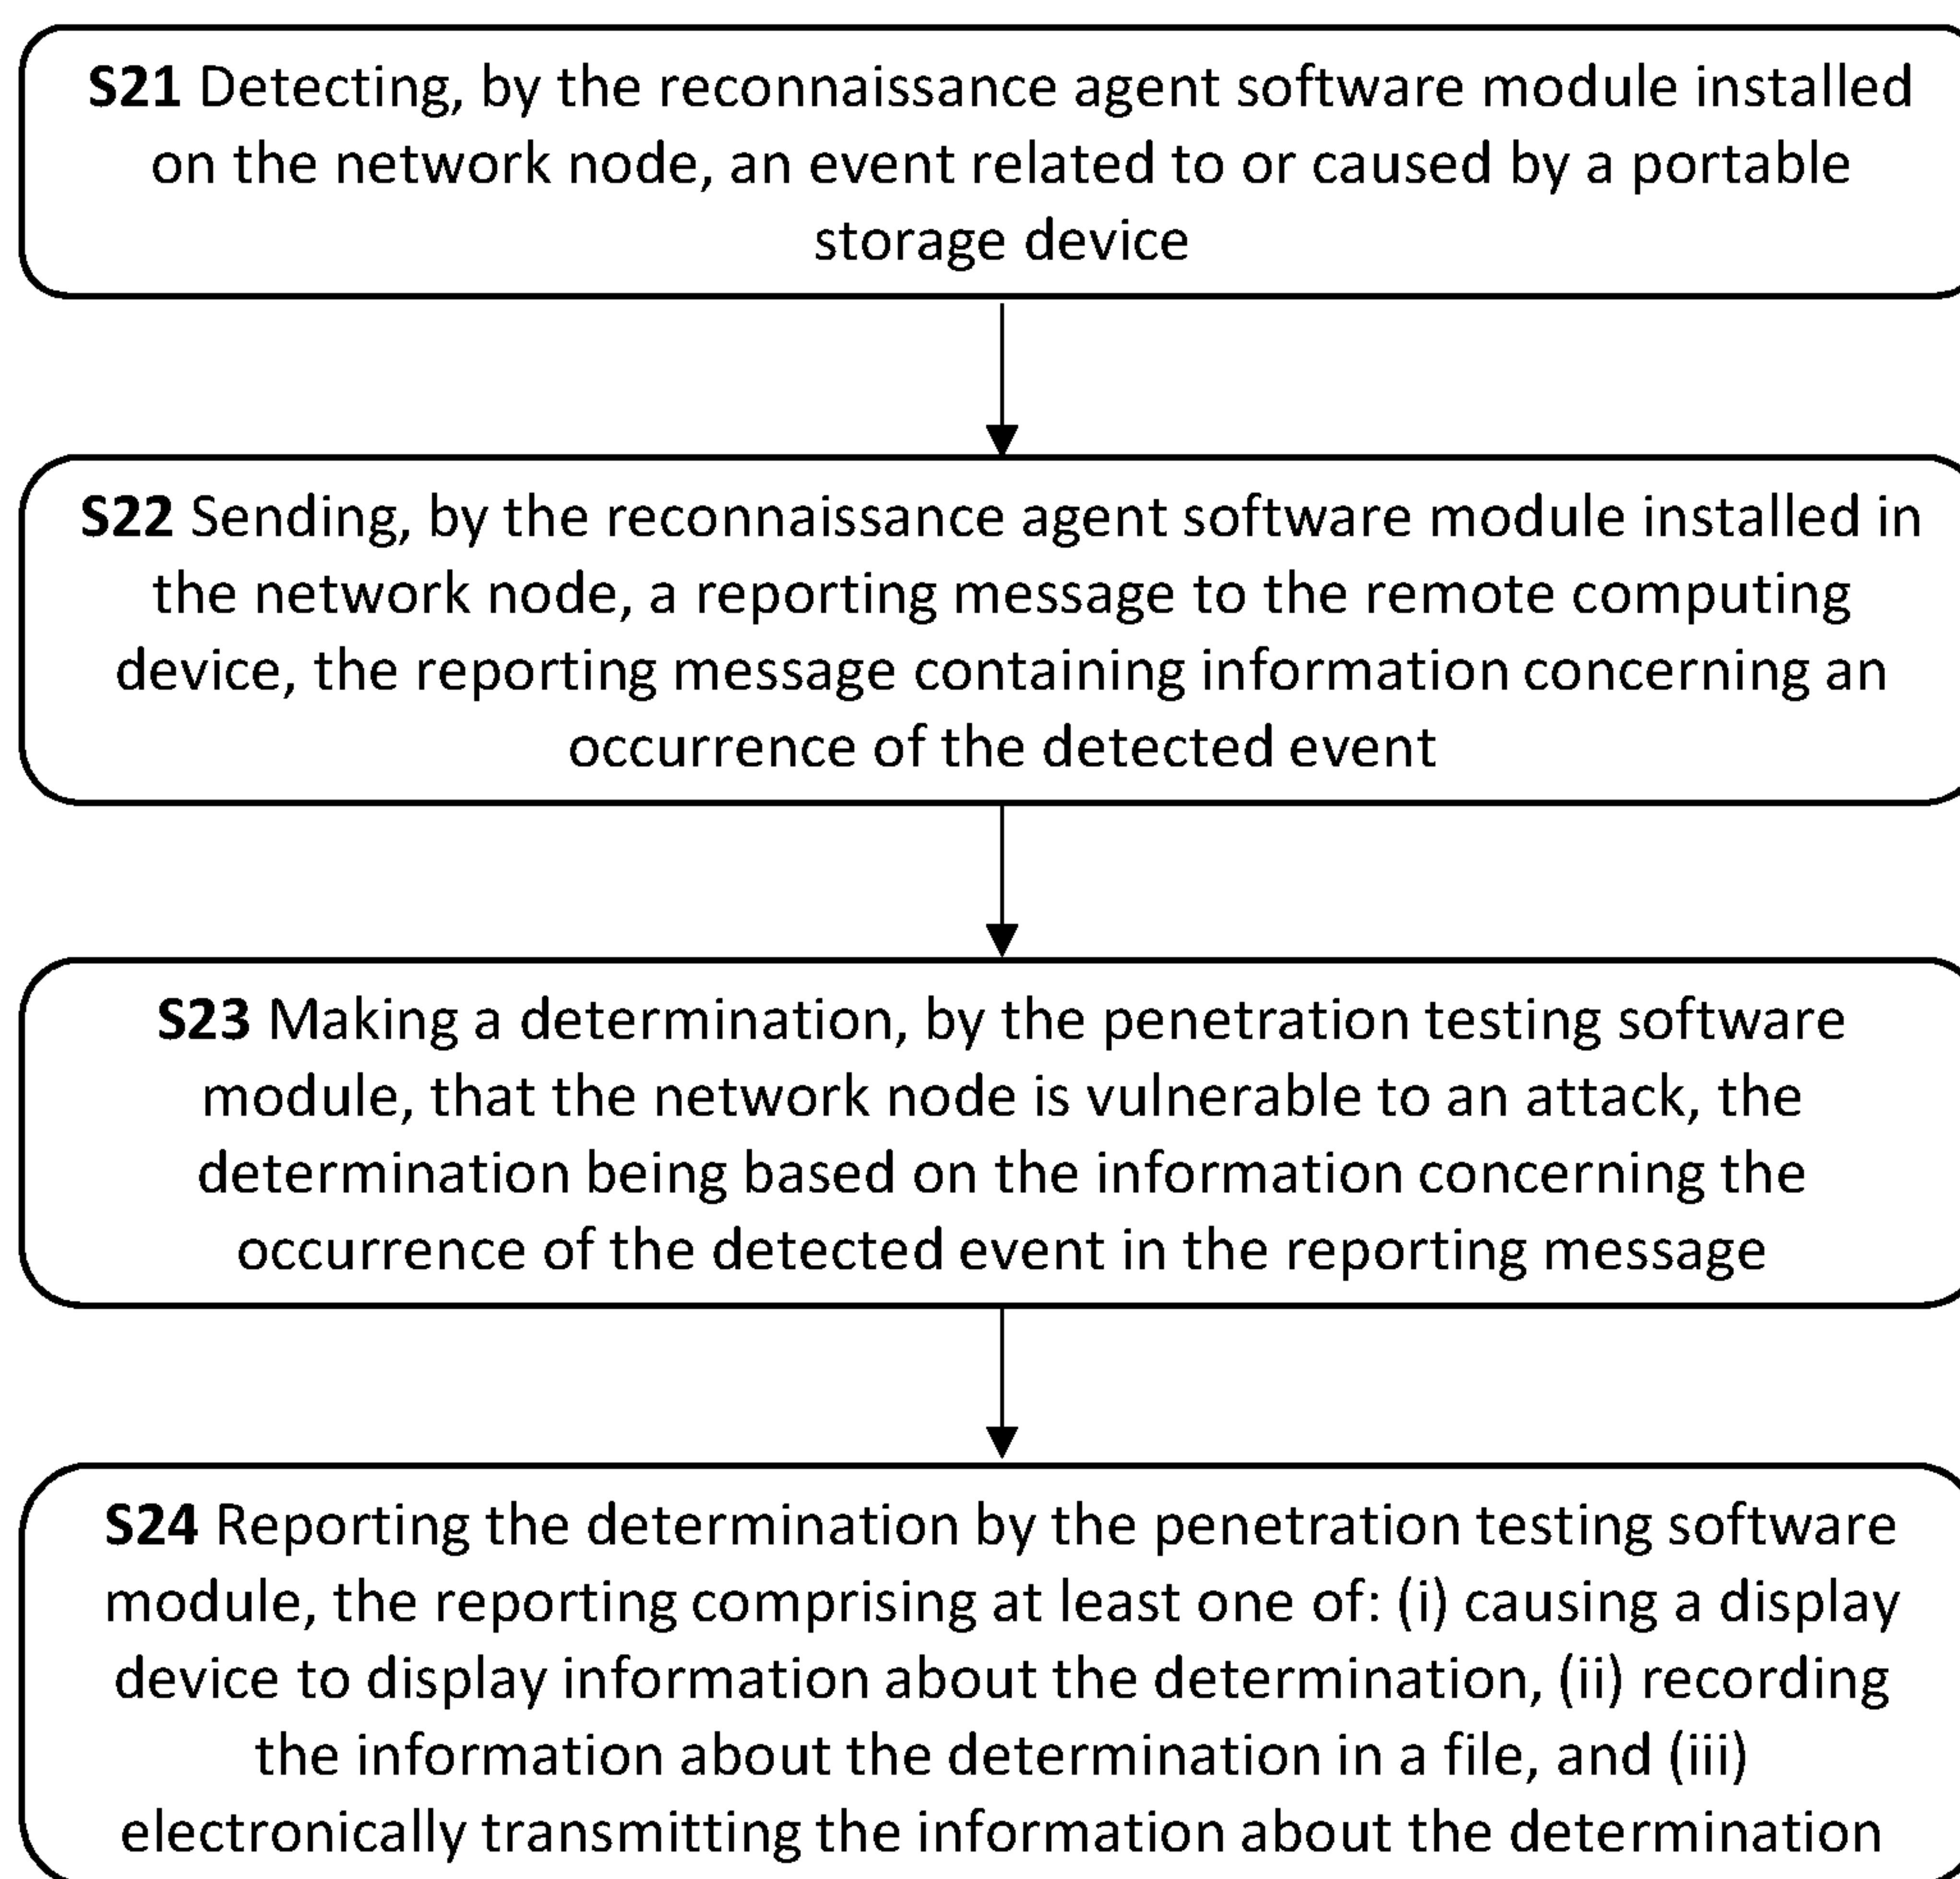 S21 Detecting, by the reconnaissance agent software module installed
on the network node, an event related to or caused by a portable
storage device
S22 Sending, by the reconnaissance agent software module installed in
the network node, a reporting message to the remote computing
device, the reporting message containing information concerning an
occurrence of the detected event
S23 Making a determination, by the penetration testing software
module, that the network node is vulnerable to an attack, the
determination being based on the information concerning the
occurrence of the detected event in the reporting message
S24 Reporting the determination by the penetration testing software
module, the reporting comprising at least one of: (i) causing a display
device to display information about the determination, (ii) recording
the information about the determination in a file, and (iii)
electronically transmitting the information about the determination